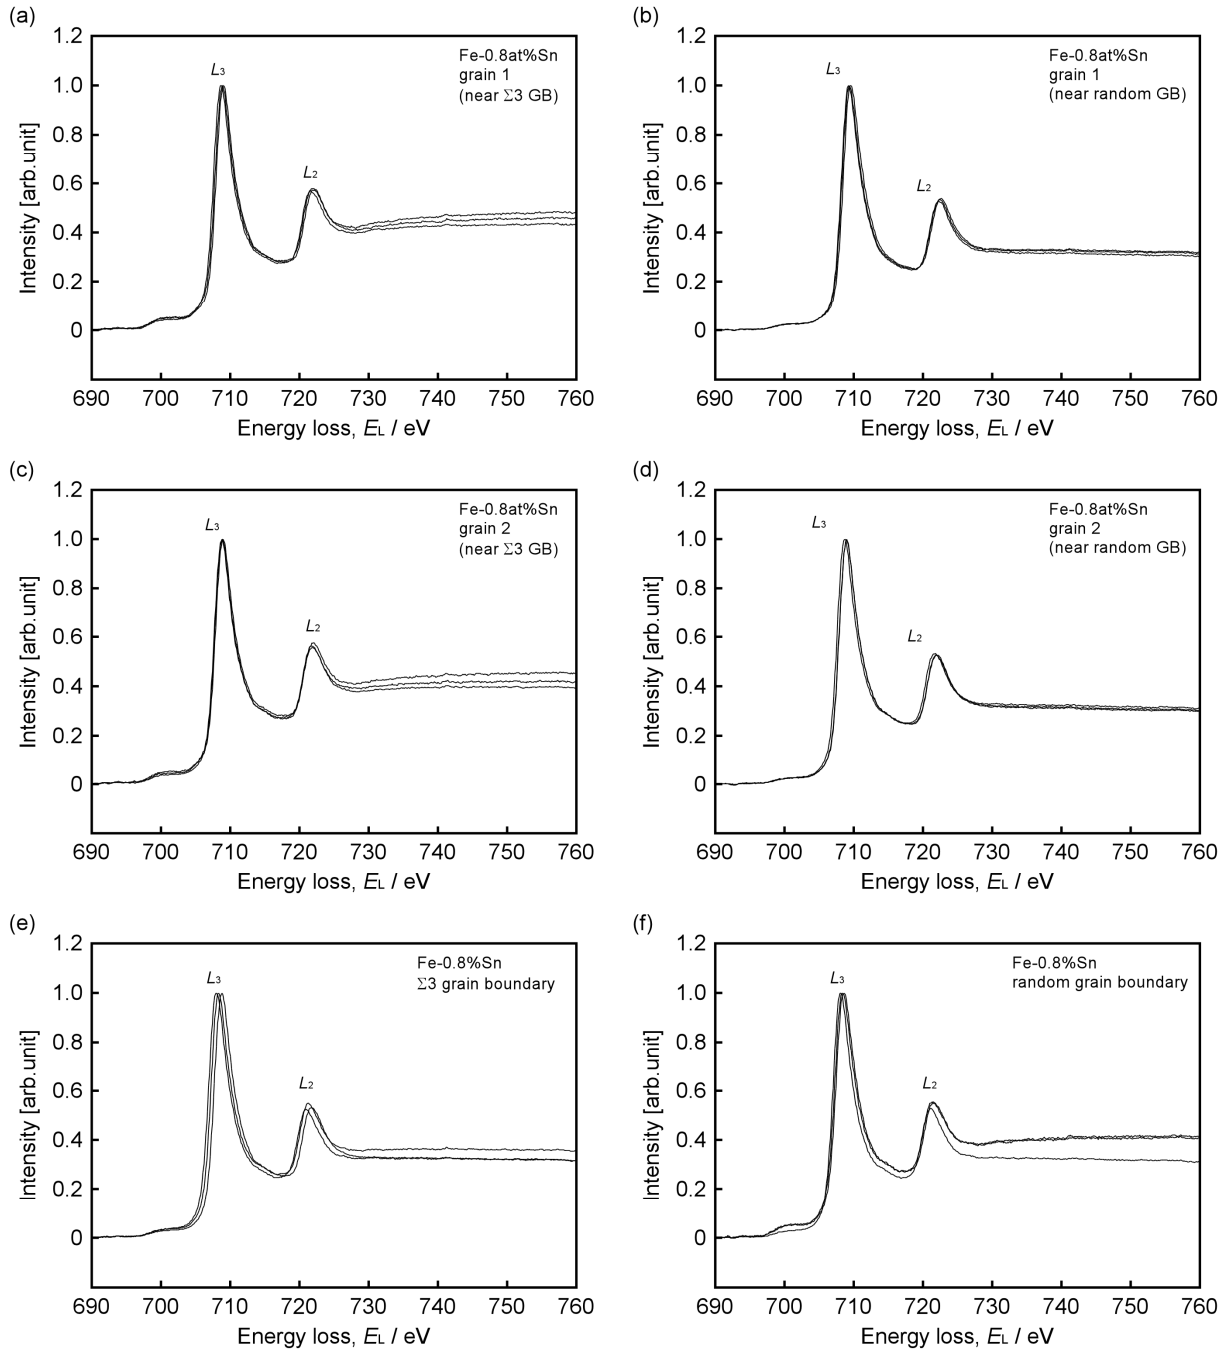 (a)
1.2
1.0
0.8
0.6
0.4
0.2
0
Intensity [arb.unit]
L3
L2
Fe-0.8at%Sn
grain 1
(near Σ3 GB)
690 700 710 720 730 740 750 760
Energy loss, EL / eV
(b)
1.2
1.0
0.8
0.6
0.4
0.2
0
Intensity [arb.unit]
L3
L2
Fe-0.8at%Sn
grain 1
(near random GB)
690 700 710 720 730 740 750 760
Energy loss, EL / eV
(c)
1.2
1.0
0.8
0.6
0.4
0.2
0
Intensity [arb.unit]
L3
L2
Fe-0.8at%Sn
grain 2
(near Σ3 GB)
690 700 710 720 730 740 750 760
Energy loss, EL / eV
(d)
1.2
1.0
0.8
0.6
0.4
0.2
0
Intensity [arb.unit]
L3
L2
Fe-0.8at%Sn
grain 2
(near random GB)
690 700 710 720 730 740 750 760
Energy loss, EL / eV
(e)
1.2
1.0
0.8
0.6
0.4
0.2
0
Intensity [arb.unit]
L3
L2
Fe-0.8%Sn
Σ3 grain boundary
690 700 710 720 730 740 750 760
Energy loss, EL / eV
(f)
1.2
1.0
0.8
0.6
0.4
0.2
0
Intensity [arb.unit]
L3
L2
Fe-0.8%Sn
random grain boundary
690 700 710 720 730 740 750 760
Energy loss, EL / eV